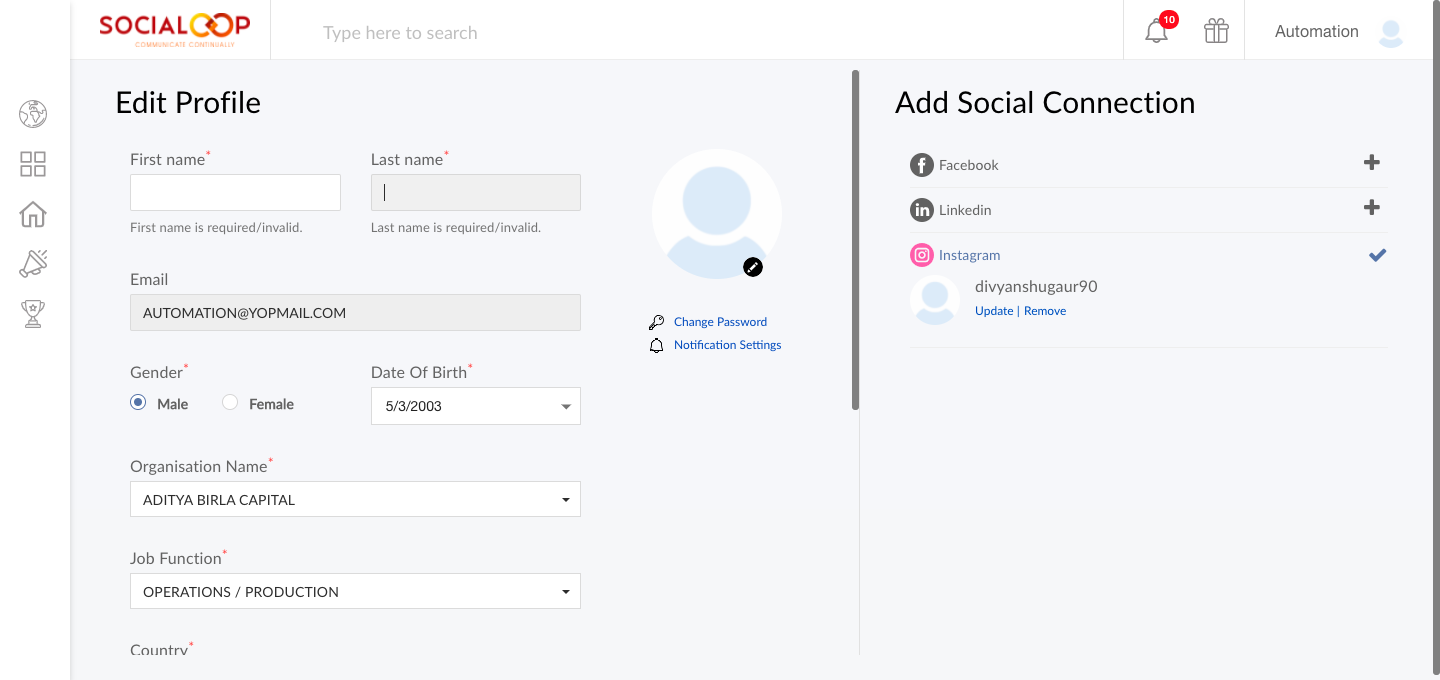 SOCIALOOP
COMMUNICATE CONTINUALLY
Type here to search
10
Automation
Edit Profile
First name*
Last name*
First name is required/invalid.
Last name is required/invalid.
Email
AUTOMATION@YOPMAIL.COM
Change Password
Notification Settings
Gender*
Date Of Birth*
Male
Female
5/3/2003
Organisation Name*
ADITYA BIRLA CAPITAL
Job Function*
OPERATIONS / PRODUCTION
Country*
Add Social Connection
Facebook
Linkedin
Instagram
divyanshugaur90
Update | Remove